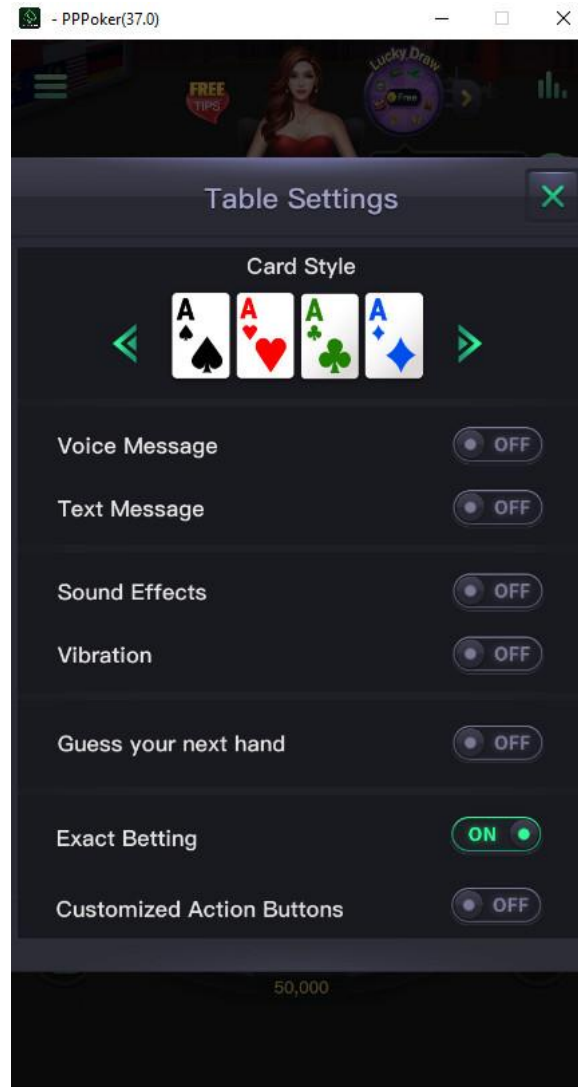 - PPPoker(37.0)
FREE
TIPS
Lucky Draw
Free
Table Settings
Card Style
A A A A
Voice Message OFF
Text Message OFF
Sound Effects OFF
Vibration OFF
Guess your next hand OFF
Exact Betting ON
Customized Action Buttons OFF
50,000